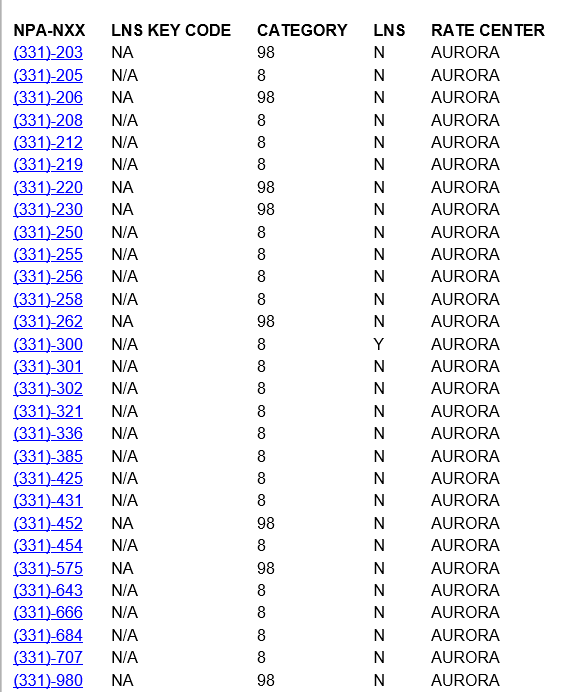 NPA-NXX LNS KEY CODE CATEGORY LNS RATE CENTER
(331)-203 NA 98 N AURORA
(331)-205 N/A 8 N AURORA
(331)-206 NA 98 N AURORA
(331)-208 N/A 8 N AURORA
(331)-212 N/A 8 N AURORA
(331)-219 N/A 8 N AURORA
(331)-220 NA 98 N AURORA
(331)-230 NA 98 N AURORA
(331)-250 N/A 8 N AURORA
(331)-255 N/A 8 N AURORA
(331)-256 N/A 8 N AURORA
(331)-258 N/A 8 N AURORA
(331)-262 NA 98 N AURORA
(331)-300 N/A 8 Y AURORA
(331)-301 N/A 8 N AURORA
(331)-302 N/A 8 N AURORA
(331)-321 N/A 8 N AURORA
(331)-336 N/A 8 N AURORA
(331)-385 N/A 8 N AURORA
(331)-425 N/A 8 N AURORA
(331)-431 N/A 8 N AURORA
(331)-452 NA 98 N AURORA
(331)-454 N/A 8 N AURORA
(331)-575 NA 98 N AURORA
(331)-643 N/A 8 N AURORA
(331)-666 N/A 8 N AURORA
(331)-684 N/A 8 N AURORA
(331)-707 N/A 8 N AURORA
(331)-980 NA 98 N AURORA